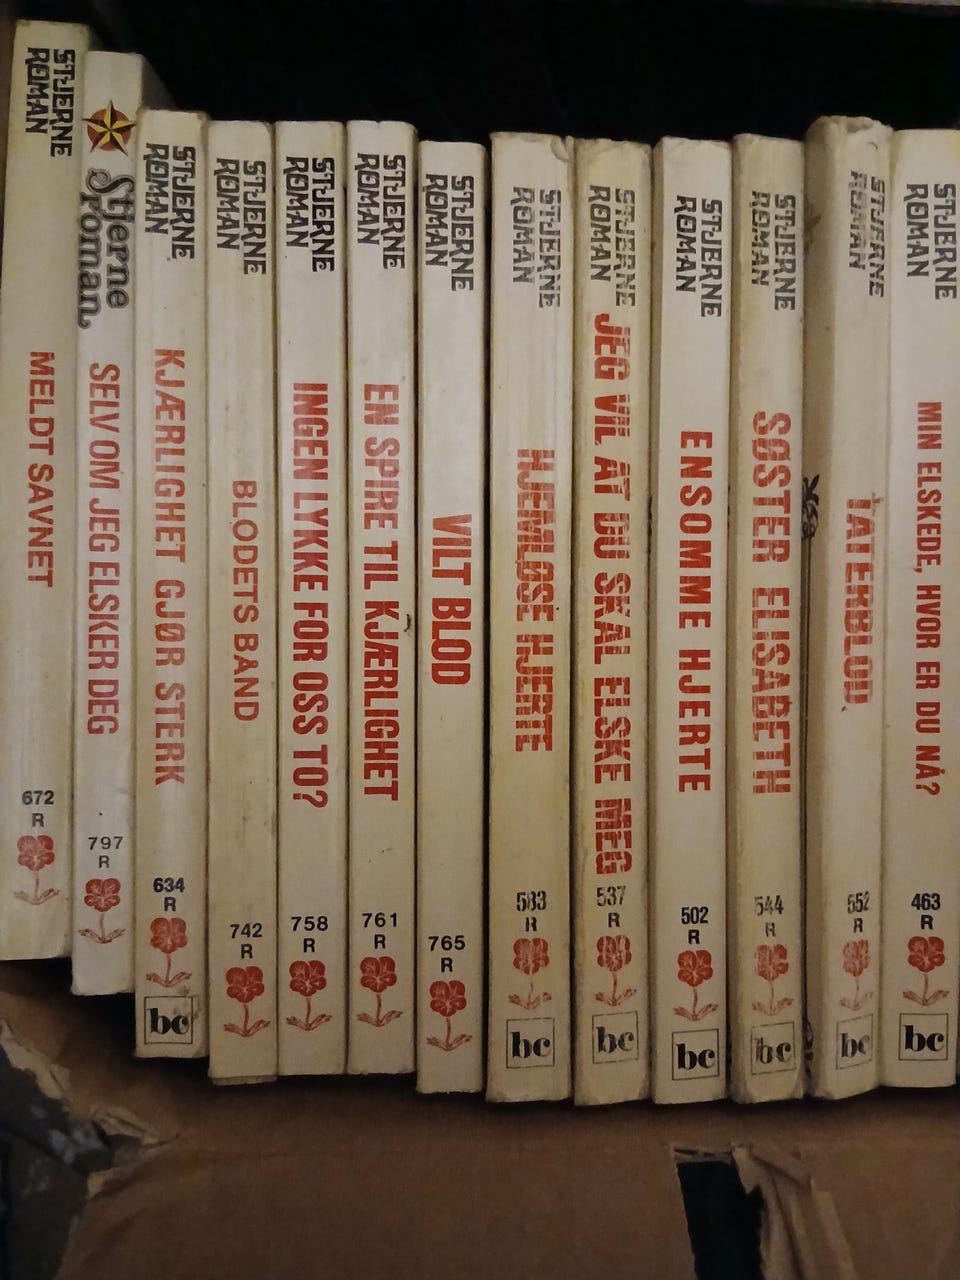 STJERNE
ROMAN
MELDT SAVNET
672
R
Stjerne
roman
SELV OM JEG ELSKER DEG
797
R
STJERNE
ROMAN
KJÆRLIGHET GJØR STERK
634
R
bc
STJERNE
ROMAN
BLODETS BÅND
742
R
STJERNE
ROMAN
INGEN LYKKE FOR OSS TO?
758
R
STJERNE
ROMAN
EN SPIRE TIL KJÆRLIGHET
761
R
STJERNE
ROMAN
VILT BLOD
765
R
STJERNE
ROMAN
HJEMLØSE HJERTE
583
R
bc
STJERNE
ROMAN
JEG VIL AT DU SKAL ELSKE MEG
537
R
bc
STJERNE
ROMAN
ENSOMME HJERTE
502
R
bc
STJERNE
ROMAN
SØSTER ELISABETH
544
R
bc
STJERNE
ROMAN
TATERBLOD
552
R
bc
STJERNE
ROMAN
MIN ELSKEDE, HVOR ER DU NÅ?
463
R
bc